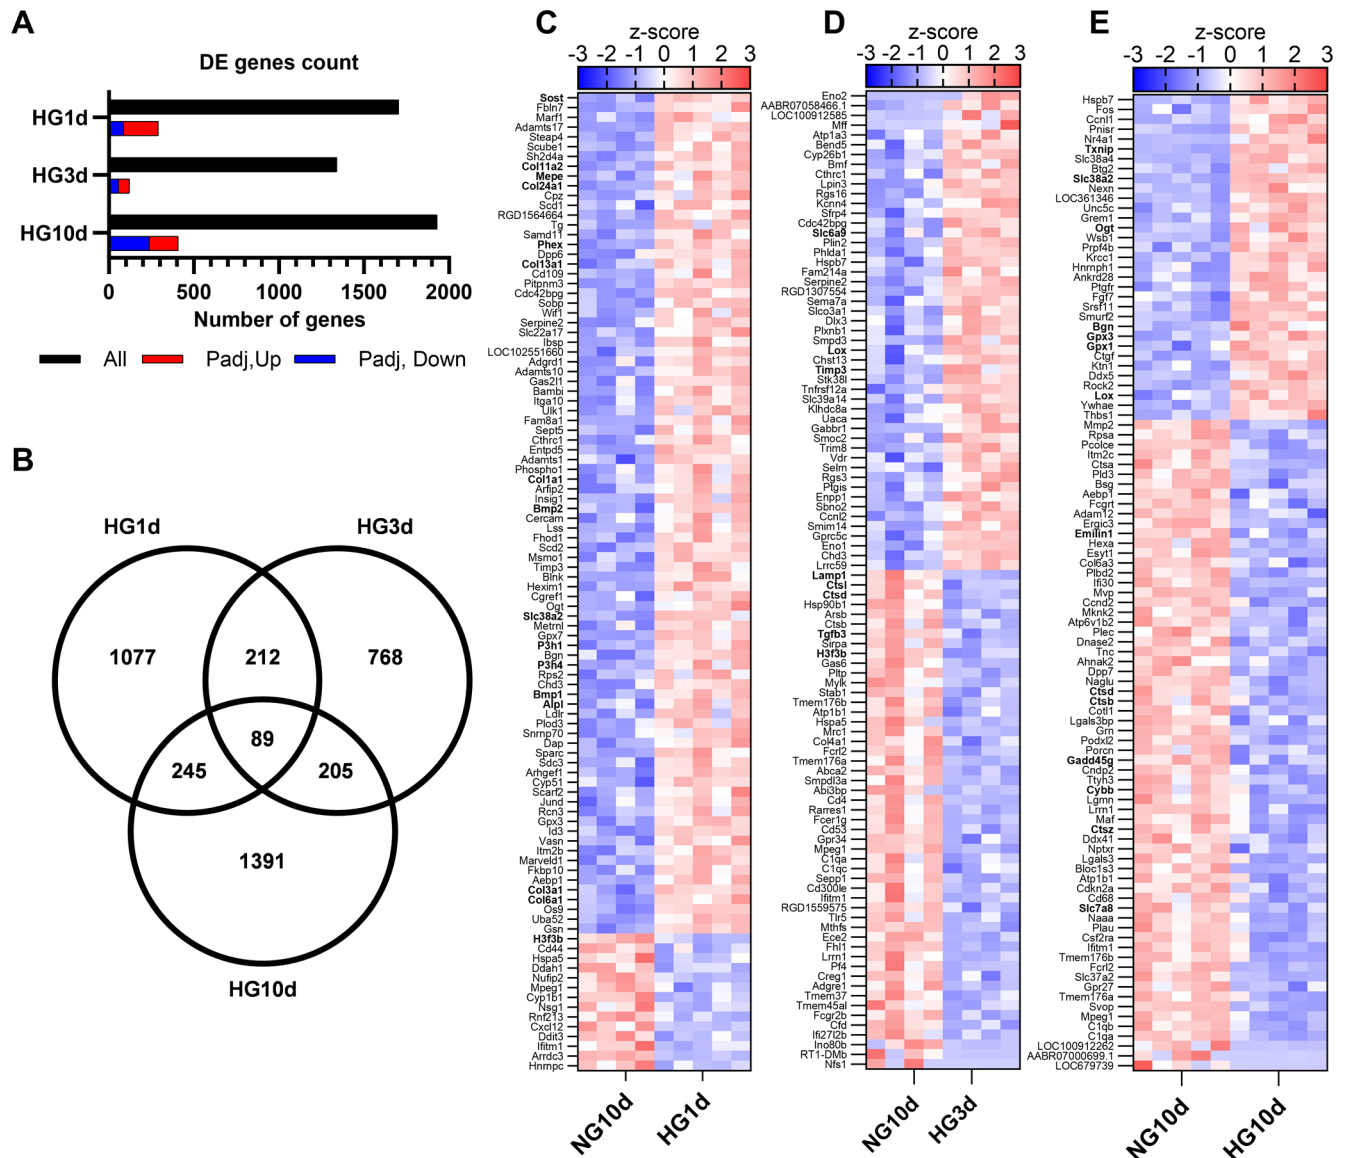 A
DE genes count
HG1d
HG3d
HG10d
0 500 1000 1500 2000
Number of genes
All Padj,Up Padj, Down
B
HG1d HG3d
1077 212 768
89
245 205
1391
HG10d
C
z-score
-3 -2 -1 0 1 2 3
Sost
Fbln7
Marf1
Adamts17
Steap4
Scube1
Sh2d4a
Col11a2
Mepe
Col24a1
Cpz
Scd1
RGD1564664
Tg
Samd11
Phex
Dpp6
Col13a1
Cd109
Pitpnm3
Cdc42bpg
Sobp
Wif1
Serpine2
Slc22a17
Ibsp
LOC102551660
Adgrd1
Adamts10
Gas2l1
Bambi
Itga10
Ulk1
Fam8a1
Sept5
Cthrc1
Entpd5
Adamts1
Phospho1
Col1a1
Arfip2
Insig1
Bmp2
Cercam
Lss
Fhod1
Scd2
Msmo1
Timp3
Blnk
Hexim1
Cgref1
Ogt
Slc38a2
Metrnl
Gpx7
P3h1
Bgn
P3h4
Rps2
Chd3
Bmp1
Alpl
Ldlr
Plod3
Snrnp70
Dap
Sparc
Sdc3
Arhgef1
Cyp51
Scarf2
Jund
Rcn3
Gpx3
Id3
Vasn
Itm2b
Marveld1
Fkbp10
Aebp1
Col3a1
Col6a1
Os9
Uba52
Gsn
H3f3b
Cd44
Hspa5
Ddah1
Nufip2
Mpeg1
Cyp1b1
Nsg1
Rnf213
Cxcl12
Ddit3
Ifitm1
Arrdc3
Hnrnpc
NG10d HG1d
D
z-score
-3 -2 -1 0 1 2 3
Eno2
AABR07058466.1
LOC100912585
Mff
Atp1a3
Bend5
Cyp26b1
Bmf
Cthrc1
Lpin3
Rgs16
Kcnn4
Sfrp4
Cdc42bpg
Slc6a9
Plin2
Phlda1
Hspb7
Fam214a
Serpine2
RGD1307554
Sema7a
Slco3a1
Dlx3
Plxnb1
Smpd3
Lox
Chst13
Timp3
Stk38l
Tnfrsf12a
Slc39a14
Klhdc8a
Uaca
Gabbr1
Smoc2
Trim8
Vdr
Selm
Rgs3
Ptgis
Enpp1
Sbno2
Ccnl2
Smim14
Gprc5c
Eno1
Chd3
Lrrc59
Lamp1
Ctsl
Ctsd
Hsp90b1
Arsb
Ctsb
Tgfb3
Sirpa
H3f3b
Gas6
Pltp
Mylk
Stab1
Tmem176b
Atp1b1
Hspa5
Mrc1
Col4a1
Fcrl2
Tmem176a
Abca2
Smpdl3a
Abi3bp
Cd4
Rarres1
Fcer1g
Cd53
Gpr34
Mpeg1
C1qa
C1qc
Sepp1
Cd300le
Ifitm1
RGD1559575
Tlr5
Mthfs
Ece2
Fhl1
Lrrn1
Pf4
Creg1
Adgre1
Tmem37
Tmem45al
Fcgr2b
Cfd
Ifi27l2b
Ino80b
RT1-DMb
Nfs1
NG10d HG3d
E
z-score
-3 -2 -1 0 1 2 3
Hspb7
Fos
Ccnl1
Pnisr
Nr4a1
Txnip
Slc38a4
Btg2
Slc38a2
Nexn
LOC361346
Unc5c
Grem1
Ogt
Wsb1
Prpf4b
Krcc1
Hnrnph1
Ankrd28
Ptgfr
Fgf7
Srsf11
Smurf2
Bgn
Gpx3
Gpx1
Ctgf
Ktn1
Ddx5
Rock2
Lox
Ywhae
Thbs1
Mmp2
Rpsa
Pcolce
Itm2c
Ctsa
Pld3
Bsg
Aebp1
Fcgrt
Adam12
Ergic3
Emilin1
Hexa
Esyt1
Col6a3
Plbd2
Ifi30
Mvp
Ccnd2
Mknk2
Atp6v1b2
Plec
Dnase2
Tnc
Ahnak2
Dpp7
Naglu
Ctsd
Ctsb
Cotl1
Lgals3bp
Grn
Podxl2
Porcn
Gadd45g
Cndp2
Ttyh3
Cybb
Lgmn
Lrrn1
Maf
Ctsz
Ddx41
Nptxr
Lgals3
Bloc1s3
Atp1b1
Cdkn2a
Cd68
Slc7a8
Naaa
Plau
Csf2ra
Ifitm1
Tmem176b
Fcrl2
Slc37a2
Gpr27
Tmem176a
Svop
Mpeg1
C1qb
C1qa
LOC100912262
AABR07000699.1
LOC679739
NG10d HG10d